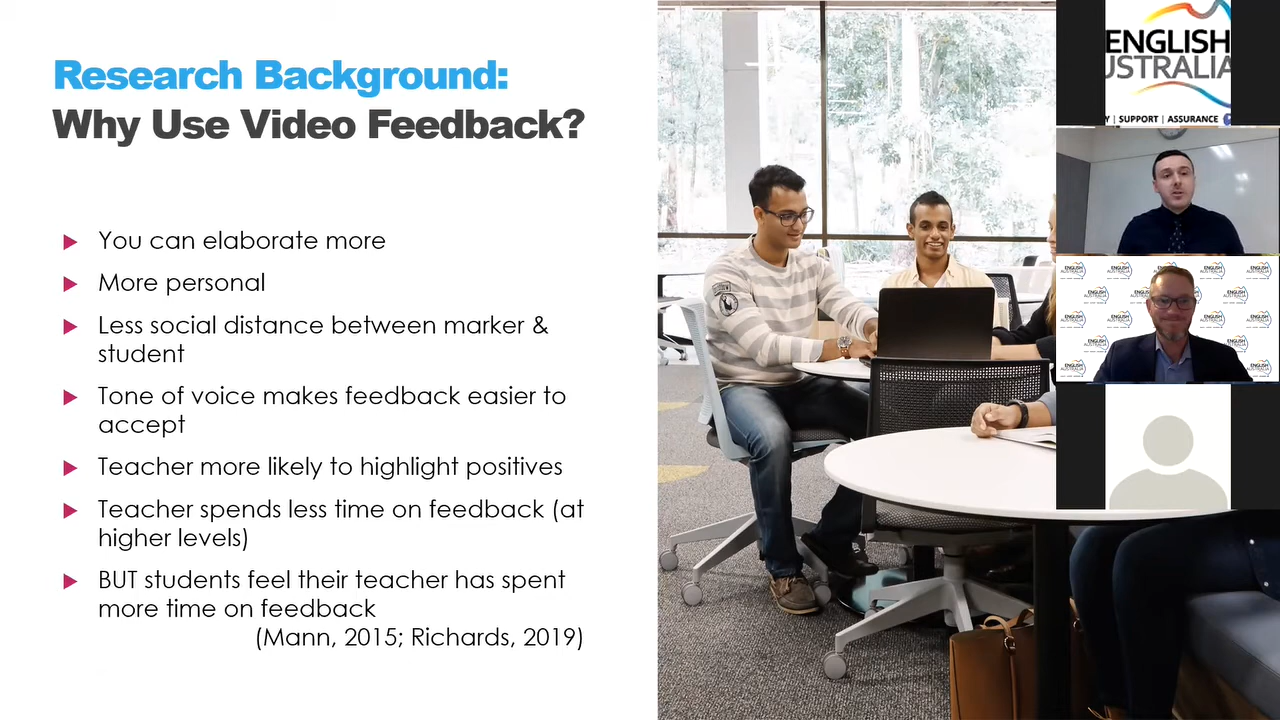 Research Background:
Why Use Video Feedback?
You can elaborate more
More personal
Less social distance between marker &
student
Tone of voice makes feedback easier to
accept
Teacher more likely to highlight positives
Teacher spends less time on feedback (at
higher levels)
BUT students feel their teacher has spent
more time on feedback
(Mann, 2015; Richards, 2019)
ENGLISH
USTRALIA
Y | SUPPORT | ASSURANCE
ENGLISH
AUSTRALIA